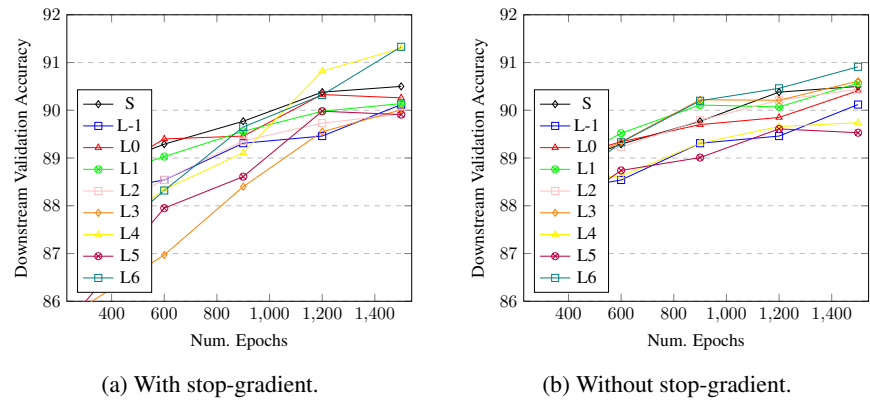 92
91
90
89
88
87
86
Downstream Validation Accuracy
S
L-1
L0
L1
L2
L3
L4
L5
L6
400 600 800 1,000 1,200 1,400
Num. Epochs
(a) With stop-gradient.
92
91
90
89
88
87
86
Downstream Validation Accuracy
S
L-1
L0
L1
L2
L3
L4
L5
L6
400 600 800 1,000 1,200 1,400
Num. Epochs
(b) Without stop-gradient.